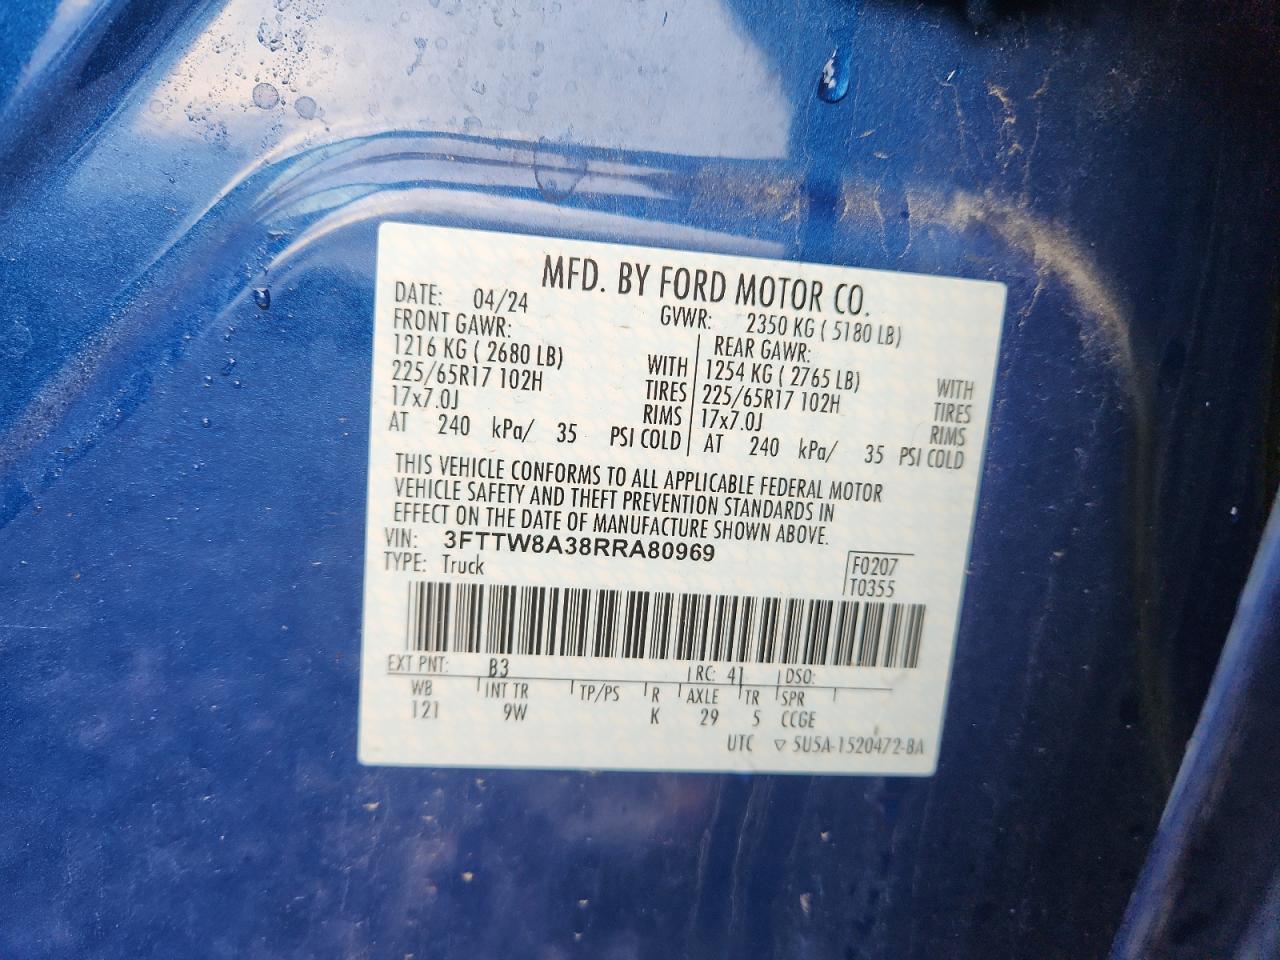 MFD. BY FORD MOTOR CO.
DATE: 04/24 GVWR: 2350 KG ( 5180 LB)
FRONT GAWR: REAR GAWR:
1216 KG ( 2680 LB) WITH 1254 KG ( 2765 LB) WITH
225/65R17 102H TIRES 225/65R17 102H TIRES
17x7.0J RIMS 17x7.0J RIMS
AT 240 kPa/ 35 PSI COLD AT 240 kPa/ 35 PSI COLD
THIS VEHICLE CONFORMS TO ALL APPLICABLE FEDERAL MOTOR
VEHICLE SAFETY AND THEFT PREVENTION STANDARDS IN
EFFECT ON THE DATE OF MANUFACTURE SHOWN ABOVE.
VIN: 3FTTW8A38RRA80969
TYPE: Truck F0207
T0355
EXT PNT: B3 RC: 41 DSO:
WB INT TR TP/PS R AXLE TR SPR
121 9W K 29 5 CCGE
UTC ▽ 5U5A-1520472-BA